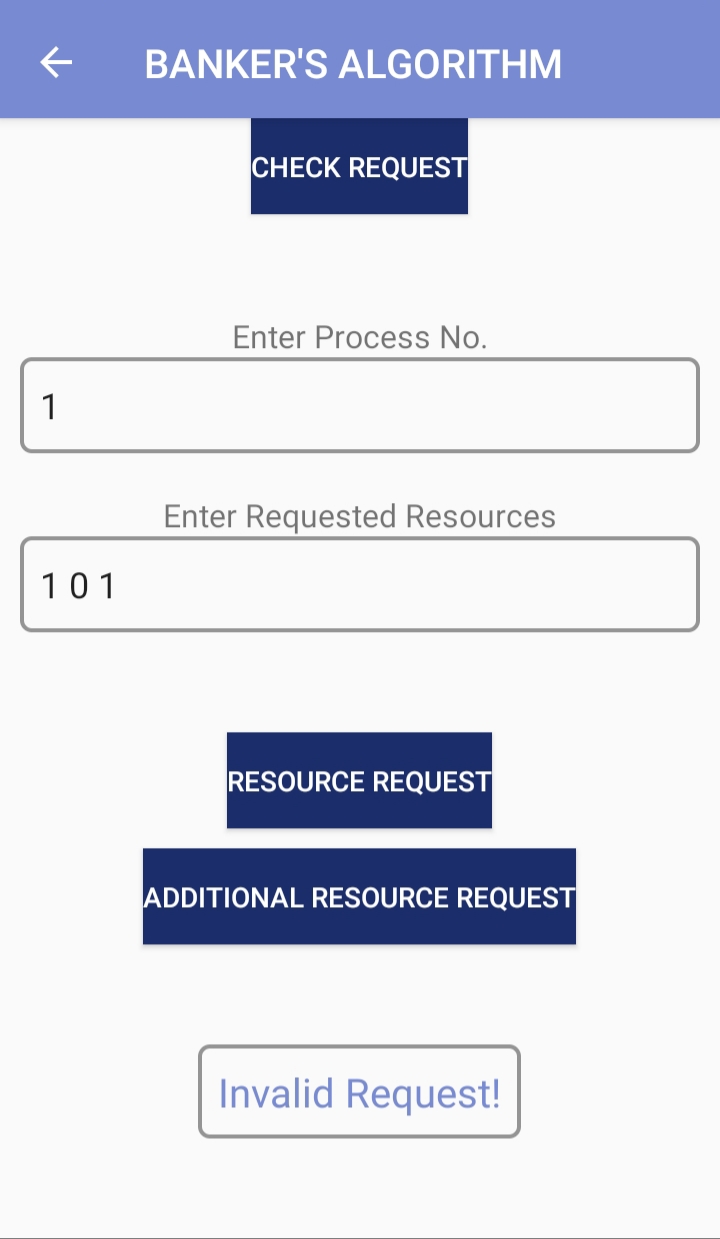 BANKER'S ALGORITHM
CHECK REQUEST
Enter Process No.
1
Enter Requested Resources
1 0 1
RESOURCE REQUEST
ADDITIONAL RESOURCE REQUEST
Invalid Request!